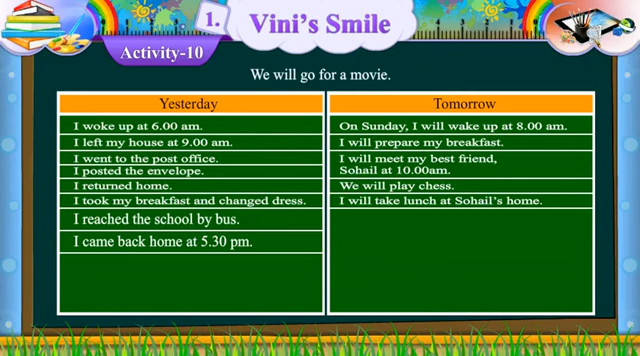 1. Vini's Smile
Activity-10
We will go for a movie.
Yesterday
I woke up at 6.00 am.
I left my house at 9.00 am.
I went to the post office.
I posted the envelope.
I returned home.
I took my breakfast and changed dress.
I reached the school by bus.
I came back home at 5.30 pm.
Tomorrow
On Sunday, I will wake up at 8.00 am.
I will prepare my breakfast.
I will meet my best friend,
Sohail at 10.00am.
We will play chess.
I will take lunch at Sohail's home.